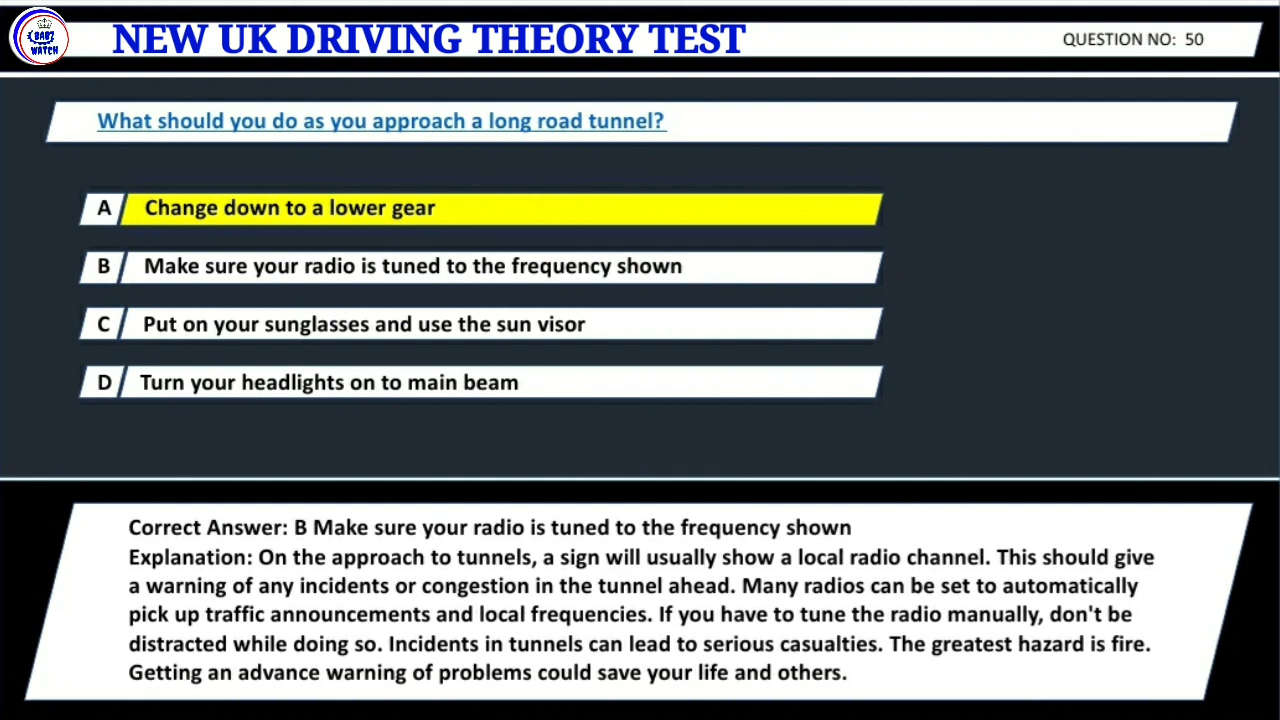 BABZ
WATCH
NEW UK DRIVING THEORY TEST
QUESTION NO: 50
What should you do as you approach a long road tunnel?
A Change down to a lower gear
B Make sure your radio is tuned to the frequency shown
C Put on your sunglasses and use the sun visor
D Turn your headlights on to main beam
Correct Answer: B Make sure your radio is tuned to the frequency shown
Explanation: On the approach to tunnels, a sign will usually show a local radio channel. This should give
a warning of any incidents or congestion in the tunnel ahead. Many radios can be set to automatically
pick up traffic announcements and local frequencies. If you have to tune the radio manually, don't be
distracted while doing so. Incidents in tunnels can lead to serious casualties. The greatest hazard is fire.
Getting an advance warning of problems could save your life and others.